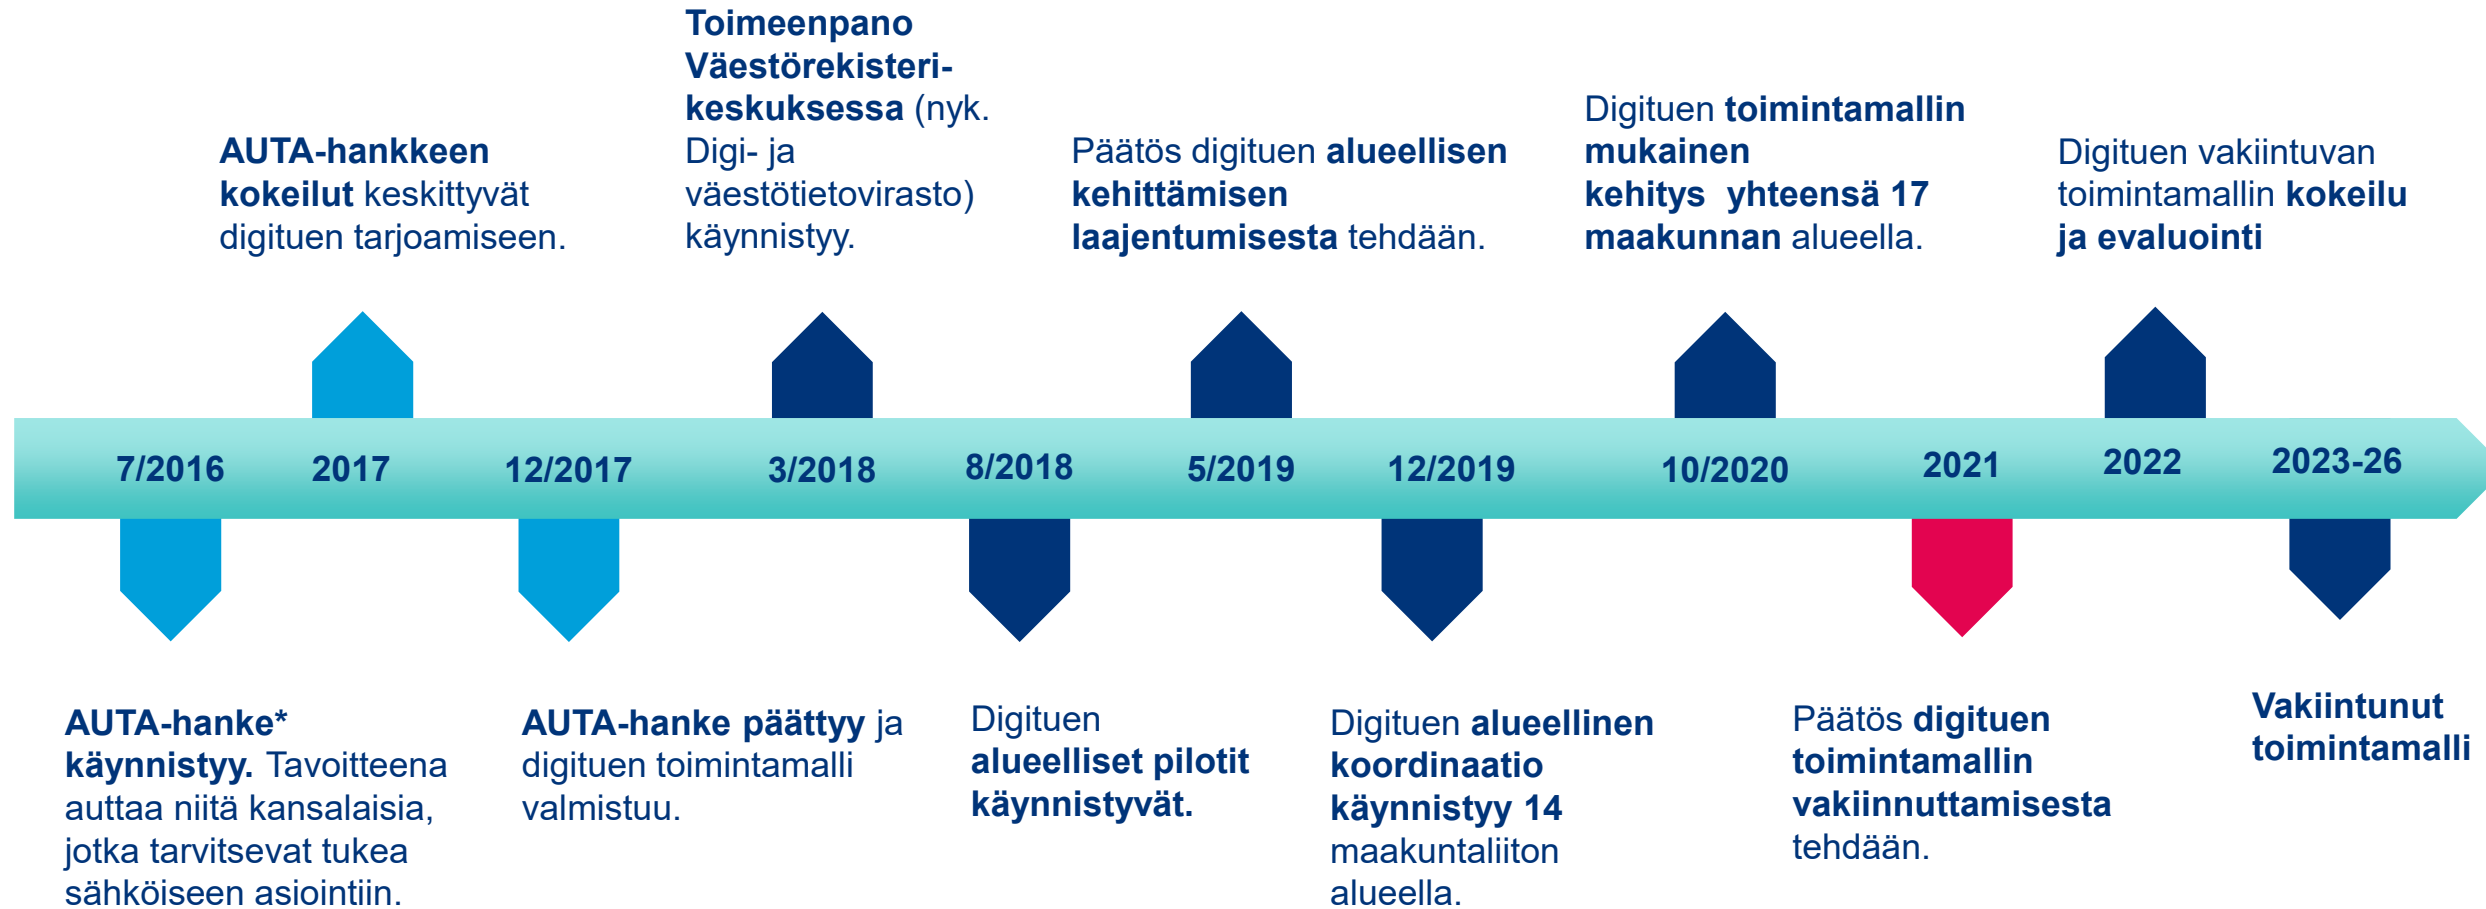 Toimeenpano
Väestörekisteri-
keskuksessa (nyk.
Digi- ja
väestötietovirasto)
käynnistyy.
AUTA-hankkeen
kokeilut keskittyvät
digituen tarjoamiseen.
Päätös digituen alueellisen
kehittämisen
laajentumisesta tehdään.
Digituen toimintamallin
mukainen
kehitys  yhteensä 17
maakunnan alueella.
Digituen vakiintuvan
toimintamallin kokeilu
ja evaluointi
7/2016 2017 12/2017 3/2018 8/2018 5/2019 12/2019 10/2020 2021 2022 2023-26
AUTA-hanke*
käynnistyy. Tavoitteena
auttaa niitä kansalaisia,
jotka tarvitsevat tukea
sähköiseen asiointiin.
AUTA-hanke päättyy ja
digituen toimintamalli
valmistuu.
Digituen
alueelliset pilotit
käynnistyvät.
Digituen alueellinen
koordinaatio
käynnistyy 14
maakuntaliiton
alueella.
Päätös digituen
toimintamallin
vakiinnuttamisesta
tehdään.
Vakiintunut
toimintamalli